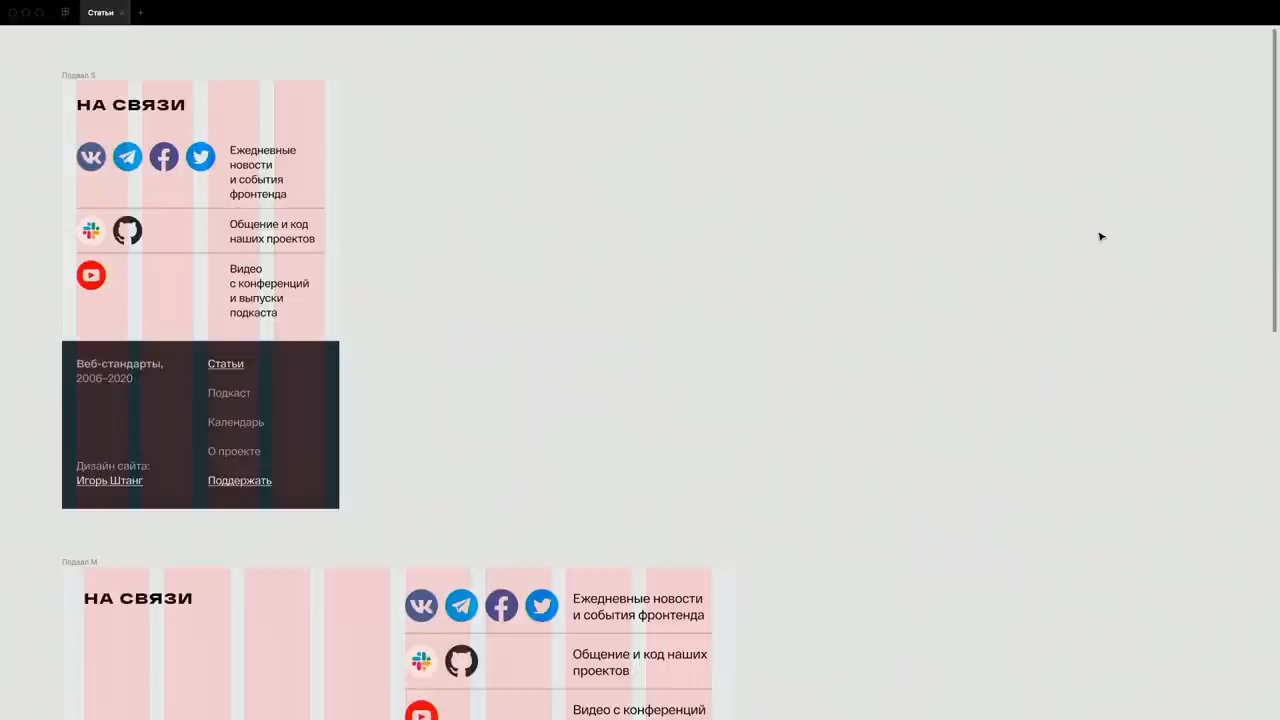 Статьи
Подвал S
НА СВЯЗИ
Ежедневные
новости
и события
фронтенда
Общение и код
наших проектов
Видео
с конференций
и выпуски
подкаста
Веб-стандарты,
2006–2020
Статьи
Подкаст
Календарь
О проекте
Дизайн сайта:
Игорь Штанг
Поддержать
Подвал M
НА СВЯЗИ
Ежедневные новости
и события фронтенда
Общение и код наших
проектов
Видео с конференций